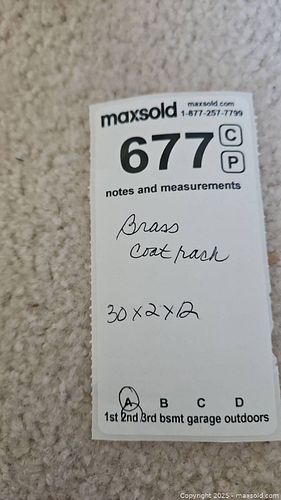 maxsold maxsold.com
1-877-257-7799
677 C
P
notes and measurements
Brass
Coat rack
30 x 2 x 12
A B C D
1st 2nd 3rd bsmt garage outdoors
Copyright 2025 - maxsold.com